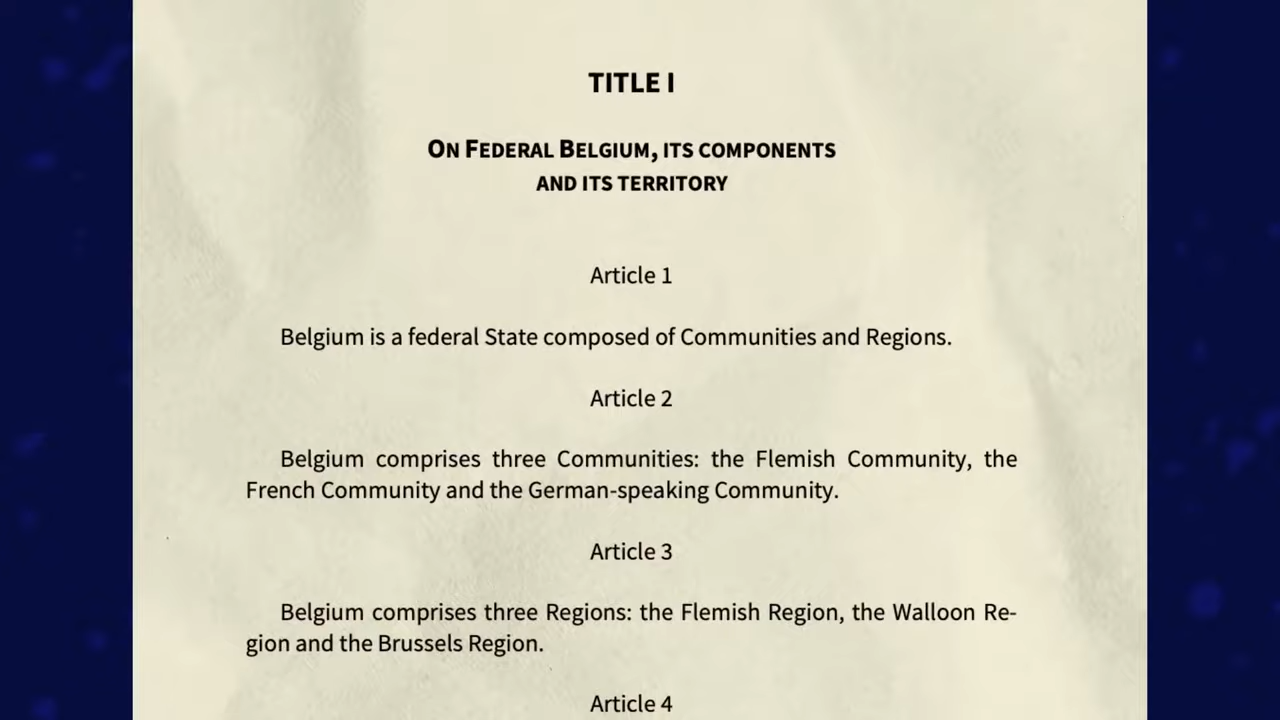 TITLE I
ON FEDERAL BELGIUM, ITS COMPONENTS
AND ITS TERRITORY
Article 1
Belgium is a federal State composed of Communities and Regions.
Article 2
Belgium comprises three Communities: the Flemish Community, the
French Community and the German-speaking Community.
Article 3
Belgium comprises three Regions: the Flemish Region, the Walloon Re-
gion and the Brussels Region.
Article 4